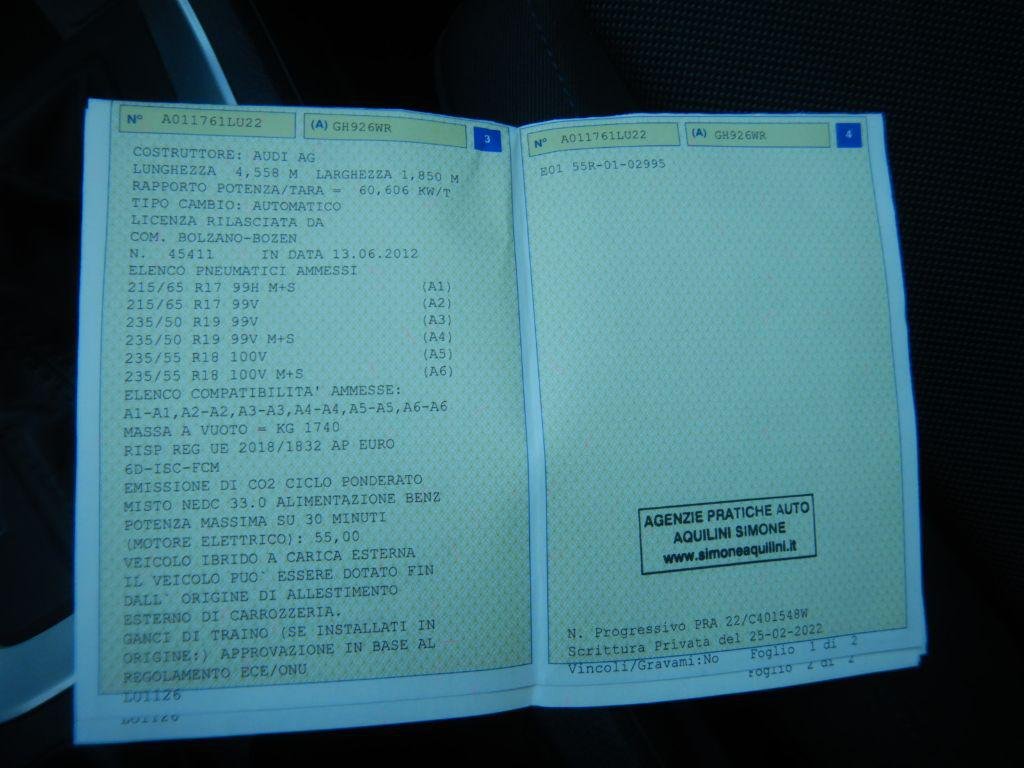 N° A011761LU22 (A) GH926WR 3
COSTRUTTORE: AUDI AG
LUNGHEZZA 4,558 M LARGHEZZA 1,850 M
RAPPORTO POTENZA/TARA = 60,606 KW/T
TIPO CAMBIO: AUTOMATICO
LICENZA RILASCIATA DA
COM. BOLZANO-BOZEN
N. 45411 IN DATA 13.06.2012
ELENCO PNEUMATICI AMMESSI
215/65 R17 99H M+S (A1)
215/65 R17 99V (A2)
235/50 R19 99V (A3)
235/50 R19 99V M+S (A4)
235/55 R18 100V (A5)
235/55 R18 100V M+S (A6)
ELENCO COMPATIBILITA' AMMESSE:
A1-A1,A2-A2,A3-A3,A4-A4,A5-A5,A6-A6
MASSA A VUOTO = KG 1740
RISP REG UE 2018/1832 AP EURO
6D-ISC-FCM
EMISSIONE DI CO2 CICLO PONDERATO
MISTO NEDC 33.0 ALIMENTAZIONE BENZ
POTENZA MASSIMA SU 30 MINUTI
(MOTORE ELETTRICO): 55,00
VEICOLO IBRIDO A CARICA ESTERNA
IL VEICOLO PUO` ESSERE DOTATO FIN
DALL` ORIGINE DI ALLESTIMENTO
ESTERNO DI CARROZZERIA.
GANCI DI TRAINO (SE INSTALLATI IN
ORIGINE:) APPROVAZIONE IN BASE AL
REGOLAMENTO ECE/ONU
LU1126
LU1126
N° A011761LU22 (A) GH926WR 4
E01 55R-01-02995
AGENZIE PRATICHE AUTO
AQUILINI SIMONE
www.simoneaquilini.it
N. Progressivo PRA 22/C401548W
Scrittura Privata del 25-02-2022
Vincoli/Gravami:No Foglio 1 di 2
Foglio 2 di 2